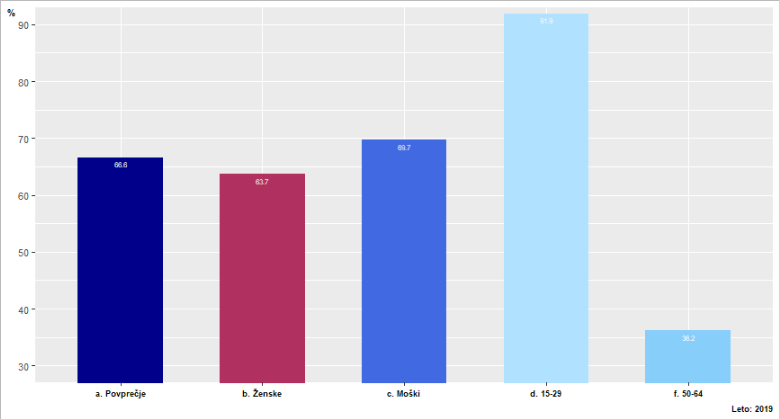 %
90
80
70
60
50
40
30
66.6
63.7
69.7
91.8
36.2
a. Povprečje
b. Ženske
c. Moški
d. 15-29
f. 50-64
Leto: 2019